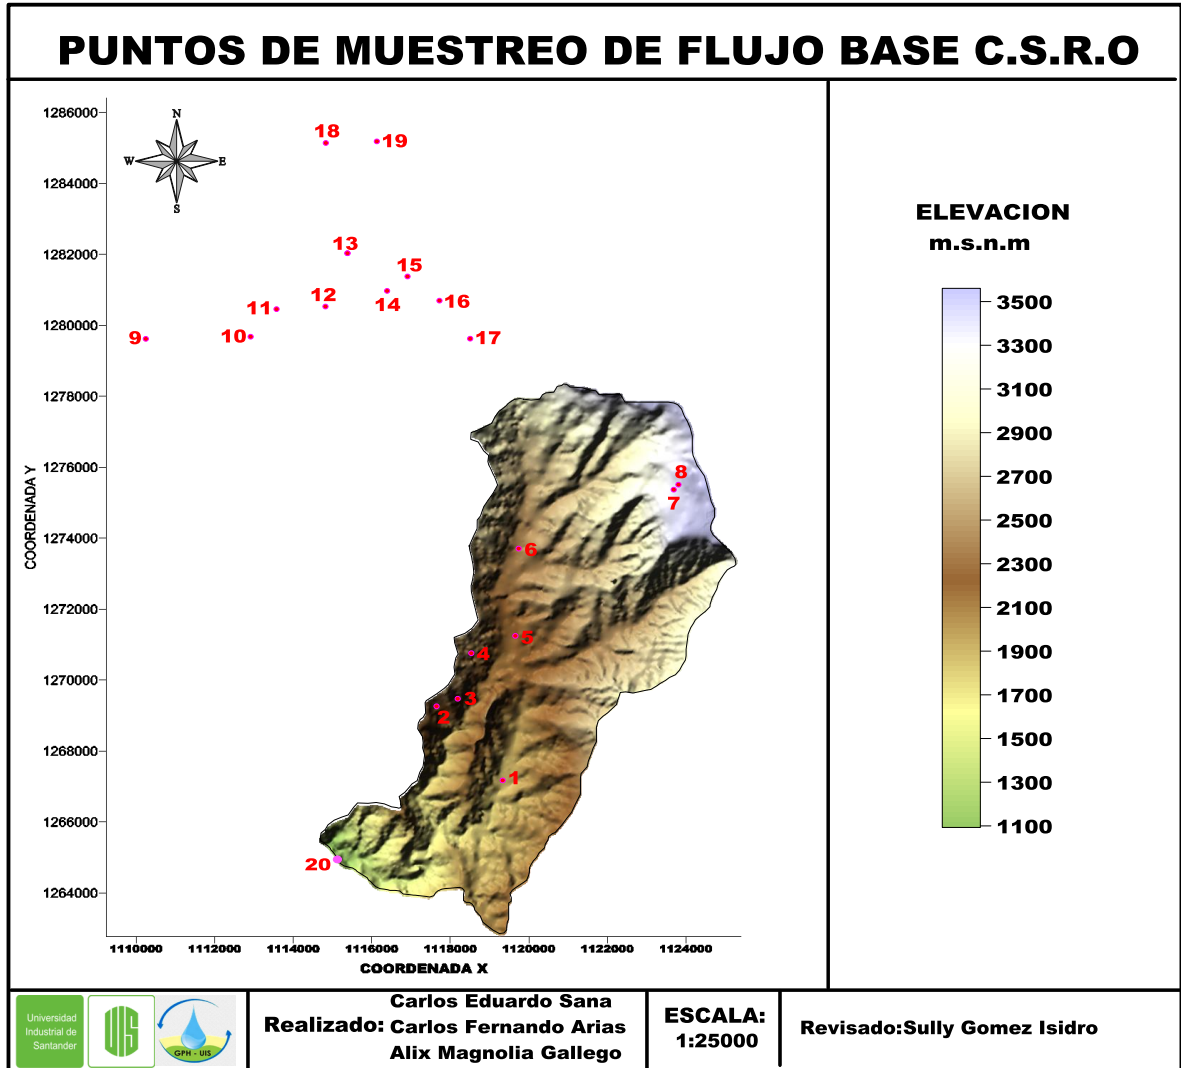 PUNTOS DE MUESTREO DE FLUJO BASE C.S.R.O
1286000
1284000
1282000
1280000
1278000
1276000
1274000
1272000
1270000
1268000
1266000
1264000
COORDENADA Y
N
W
E
S
18
19
13
15
12
14
16
11
10
9
17
8
7
6
5
4
3
2
1
20
1110000
1112000
1114000
1116000
1118000
1120000
1122000
1124000
COORDENADA X
ELEVACION
m.s.n.m
3500
3300
3100
2900
2700
2500
2300
2100
1900
1700
1500
1300
1100
Universidad
Industrial de
Santander
UIS
GPH - UIS
Realizado:
Carlos Eduardo Sana
Carlos Fernando Arias
Alix Magnolia Gallego
ESCALA:
1:25000
Revisado:Sully Gomez Isidro